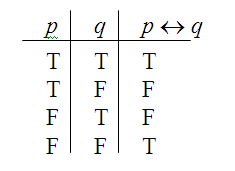 p q p ↔ q
T T T
T F F
F T F
F F T